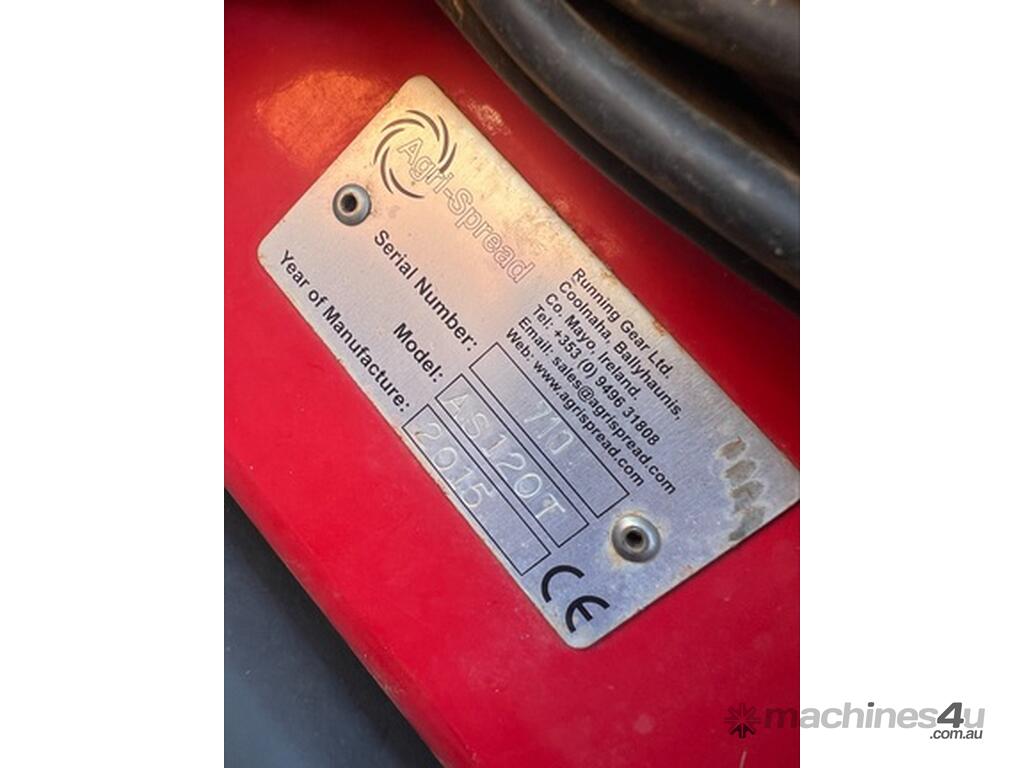 Agri-Spread
Running Gear Ltd.
Coolnaha, Ballyhaunis,
Co. Mayo, Ireland.
Tel: +353 (0) 9496 31808
Email: sales@agrispread.com
Web: www.agrispread.com
Serial Number: 710
Model: AS120T
Year of Manufacture: 2015
CE
machines4u
.com.au